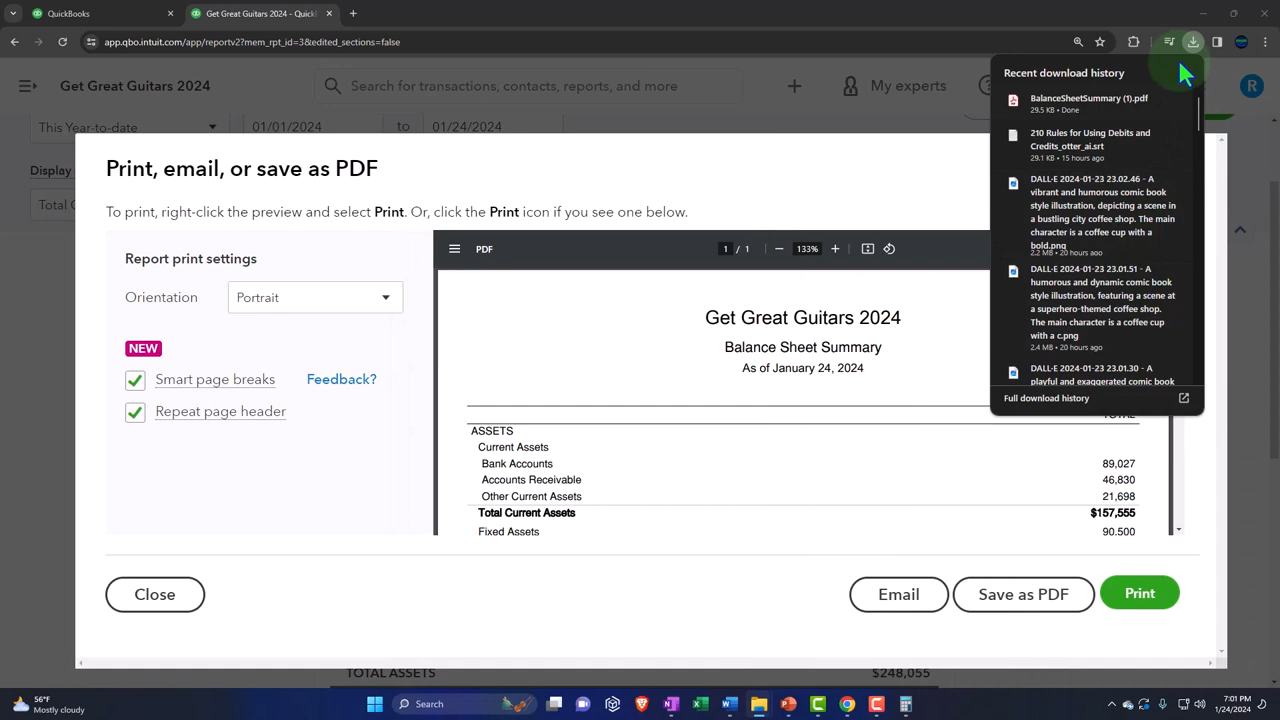 QuickBooks
Get Great Guitars 2024 - Quick
app.qbo.intuit.com/app/reportv2?mem_rpt_id=3&edited_sections=false
Get Great Guitars 2024
Search for transactions, contacts, reports, help, and more
My experts
R
This Year-to-date
01/01/2024
to
01/24/2024
Display
Total C
Print, email, or save as PDF
To print, right-click the preview and select Print. Or, click the Print icon if you see one below.
Report print settings
Orientation
Portrait
NEW
Smart page breaks
Feedback?
Repeat page header
PDF
1 / 1
133%
Get Great Guitars 2024
Balance Sheet Summary
As of January 24, 2024
TOTAL
ASSETS
Current Assets
Bank Accounts 89,027
Accounts Receivable 46,830
Other Current Assets 21,698
Total Current Assets $157,555
Fixed Assets 90.500
Close
Email
Save as PDF
Print
TOTAL ASSETS $248,055
Recent download history
BalanceSheetSummary (1).pdf
29.5 KB • Done
210 Rules for Using Debits and
Credits_otter_ai.srt
29.1 KB • 15 hours ago
DALL·E 2024-01-23 23.02.46 - A
vibrant and humorous comic book
style illustration, depicting a scene in
a bustling city coffee shop. The main
character is a coffee cup with a
bold.png
2.2 MB • 20 hours ago
DALL·E 2024-01-23 23.01.51 - A
humorous and dynamic comic book
style illustration, featuring a scene at
a superhero-themed coffee shop.
The main character is a coffee cup
with a c.png
2.4 MB • 20 hours ago
DALL·E 2024-01-23 23.01.30 - A
playful and exaggerated comic book
Full download history
56°F
Mostly cloudy
Search
7:01 PM
1/24/2024